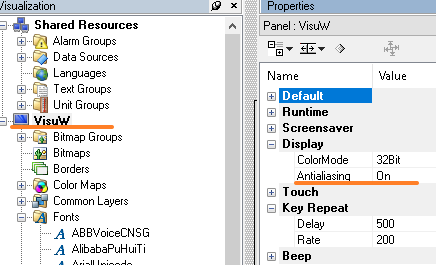 Visualization
Shared Resources
Alarm Groups
Data Sources
Languages
Text Groups
Unit Groups
VisuW
Bitmap Groups
Bitmaps
Borders
Color Maps
Common Layers
Fonts
ABBVoiceCNSG
AlibabaPuHuiTi
ArialUnicode
Properties
Panel : VisuW
Name Value
Default
Runtime
Screensaver
Display
ColorMode 32Bit
Antialiasing On
Touch
Key Repeat
Delay 500
Rate 200
Beep